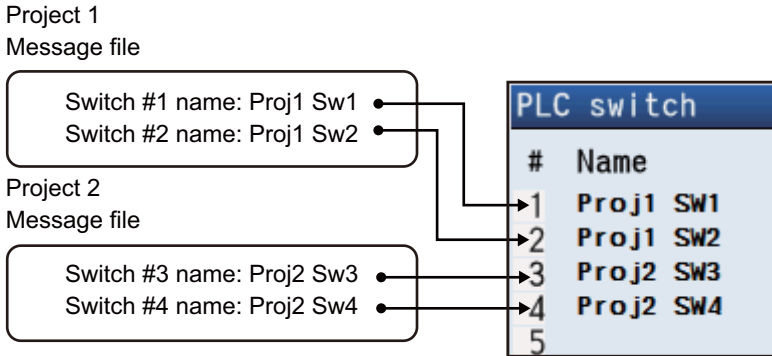 Project 1
Message file
Switch #1 name: Proj1 Sw1
Switch #2 name: Proj1 Sw2
Project 2
Message file
Switch #3 name: Proj2 Sw3
Switch #4 name: Proj2 Sw4
PLC switch
# Name
1 Proj1 SW1
2 Proj1 SW2
3 Proj2 SW3
4 Proj2 SW4
5